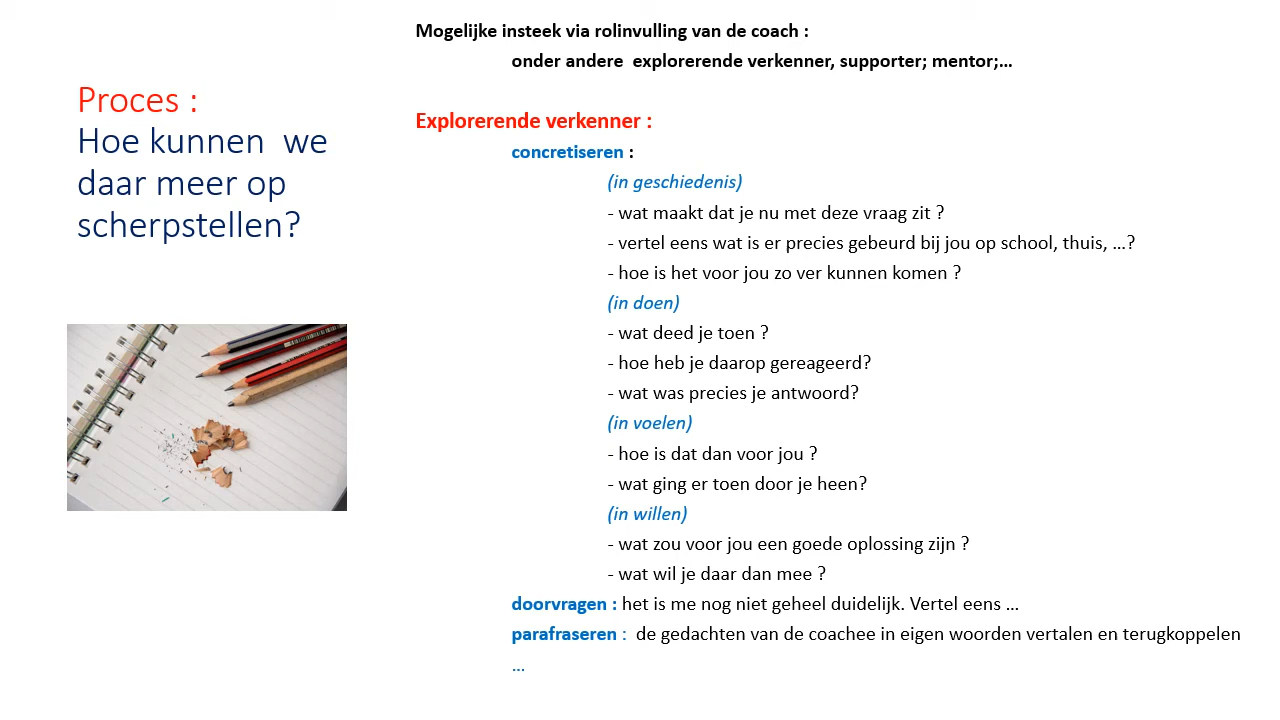 Proces :
Hoe kunnen  we
daar meer op
scherpstellen?
Mogelijke insteek via rolinvulling van de coach :
onder andere  explorerende verkenner, supporter; mentor;…
Explorerende verkenner :
concretiseren :
(in geschiedenis)
- wat maakt dat je nu met deze vraag zit ?
- vertel eens wat is er precies gebeurd bij jou op school, thuis, …?
- hoe is het voor jou zo ver kunnen komen ?
(in doen)
- wat deed je toen ?
- hoe heb je daarop gereageerd?
- wat was precies je antwoord?
(in voelen)
- hoe is dat dan voor jou ?
- wat ging er toen door je heen?
(in willen)
- wat zou voor jou een goede oplossing zijn ?
- wat wil je daar dan mee ?
doorvragen : het is me nog niet geheel duidelijk. Vertel eens …
parafraseren :  de gedachten van de coachee in eigen woorden vertalen en terugkoppelen
…